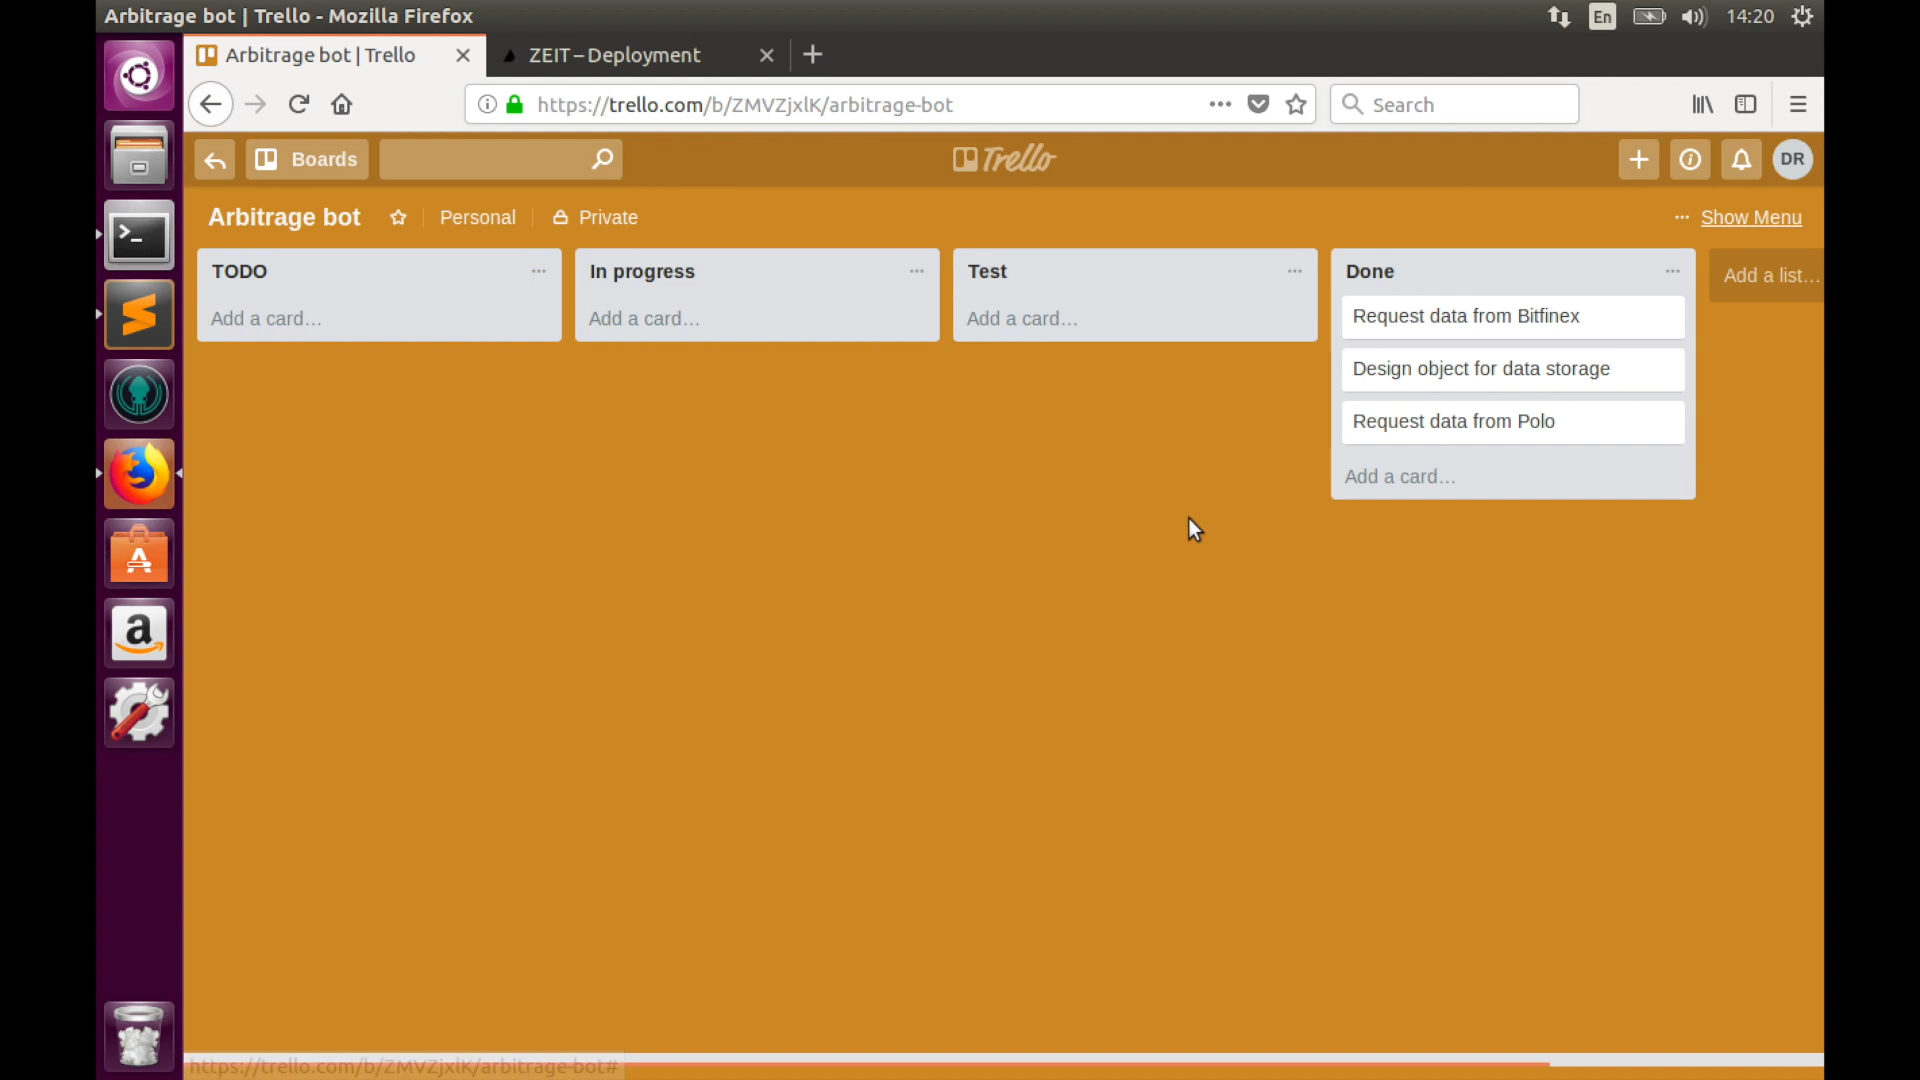 Arbitrage bot | Trello - Mozilla Firefox
En
14:20
Arbitrage bot | Trello
ZEIT – Deployment
https://trello.com/b/ZMVZjxlK/arbitrage-bot
Search
Boards
Trello
DR
Arbitrage bot
Personal
Private
Show Menu
TODO
Add a card…
In progress
Add a card…
Test
Add a card…
Done
Request data from Bitfinex
Design object for data storage
Request data from Polo
Add a card…
Add a list…
https://trello.com/b/ZMVZjxlK/arbitrage-bot#